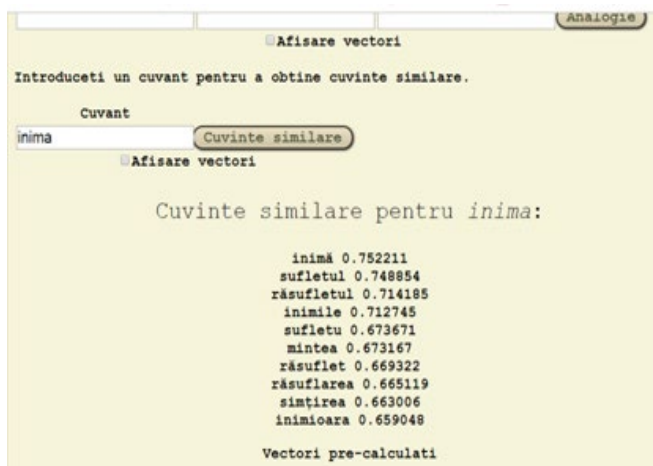 Analogie
Afisare vectori
Introduceti un cuvant pentru a obtine cuvinte similare.
Cuvant
inima Cuvinte similare
Afisare vectori
Cuvinte similare pentru inima:
inimă 0.752211
sufletul 0.748854
răsufletul 0.714185
inimile 0.712745
sufletu 0.673671
mintea 0.673167
răsuflet 0.669322
răsuflarea 0.665119
simțirea 0.663006
inimioara 0.659048
Vectori pre-calculati